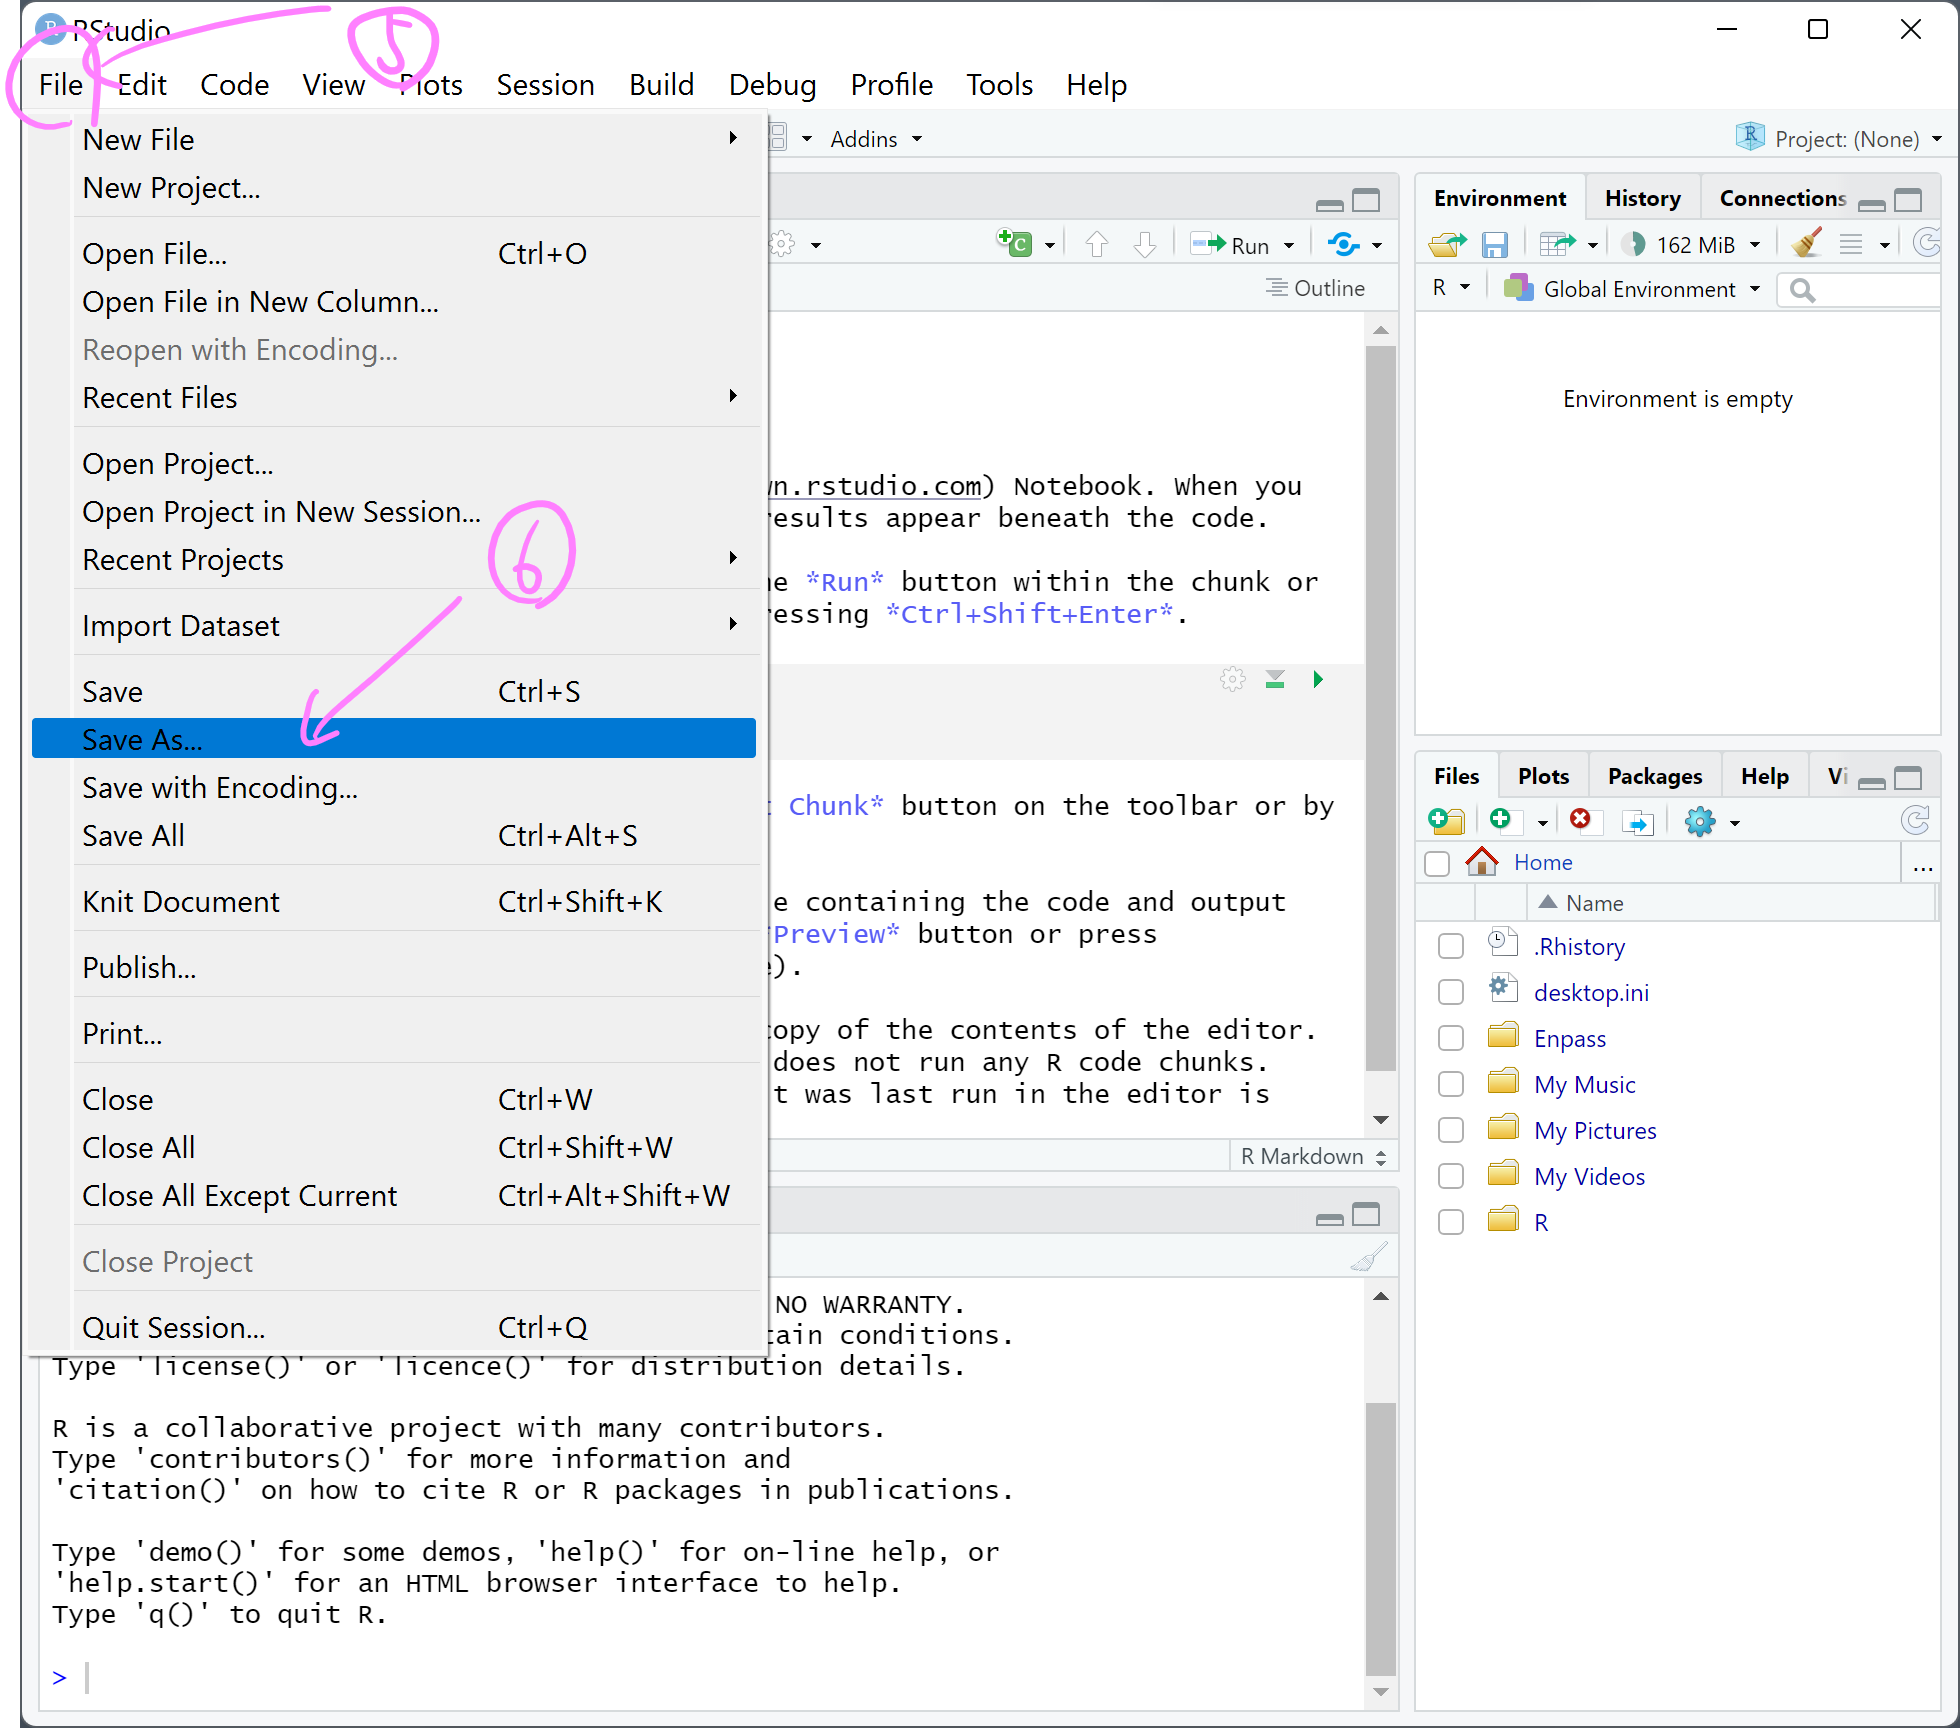 RStudio
5
File Edit Code View Plots Session Build Debug Profile Tools Help
New File
New Project...
Open File... Ctrl+O
Open File in New Column...
Reopen with Encoding...
Recent Files
Open Project...
Open Project in New Session...
6
Recent Projects
Import Dataset
Save Ctrl+S
Save As...
Save with Encoding...
Save All Ctrl+Alt+S
Knit Document Ctrl+Shift+K
Publish...
Print...
Close Ctrl+W
Close All Ctrl+Shift+W
Close All Except Current Ctrl+Alt+Shift+W
Close Project
Quit Session... Ctrl+Q
Addins
Project: (None)
Run
Outline
.rstudio.com) Notebook. When you
results appear beneath the code.
*Run* button within the chunk or
*Ctrl+Shift+Enter*.
Chunk* button on the toolbar or by
containing the code and output
Preview* button or press
).
of the contents of the editor.
does not run any R code chunks.
was last run in the editor is
R Markdown
NO WARRANTY.
conditions.
Type 'license()' or 'licence()' for distribution details.
R is a collaborative project with many contributors.
Type 'contributors()' for more information and
'citation()' on how to cite R or R packages in publications.
Type 'demo()' for some demos, 'help()' for on-line help, or
'help.start()' for an HTML browser interface to help.
Type 'q()' to quit R.
>
Environment History Connections
162 MiB
R Global Environment
Environment is empty
Files Plots Packages Help
Home ...
Name
.Rhistory
desktop.ini
Enpass
My Music
My Pictures
My Videos
R